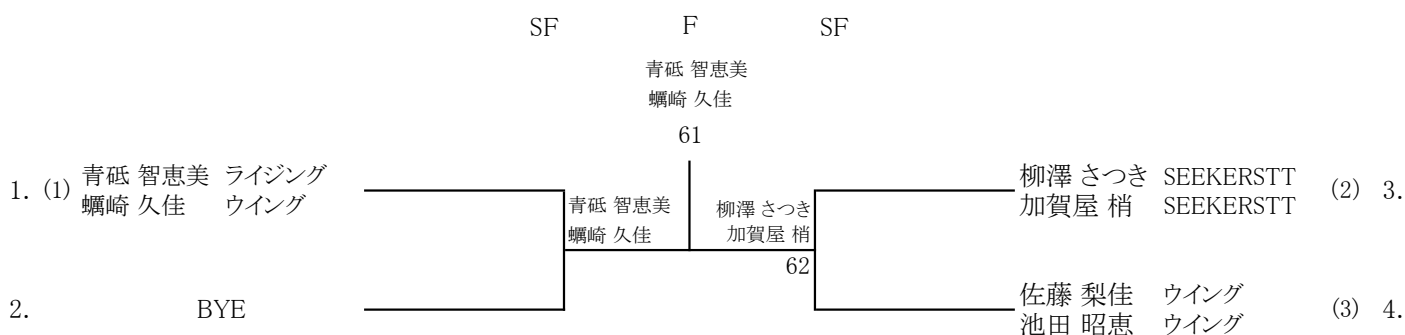 SF F SF
青砥 智恵美
蠣崎 久佳
61
1. (1) 青砥 智恵美 ライジング
蠣崎 久佳 ウイング
青砥 智恵美
蠣崎 久佳
柳澤 さつき
加賀屋 梢
62
柳澤 さつき SEEKERSTT (2) 3.
加賀屋 梢 SEEKERSTT
2. BYE
佐藤 梨佳 ウイング (3) 4.
池田 昭恵 ウイング